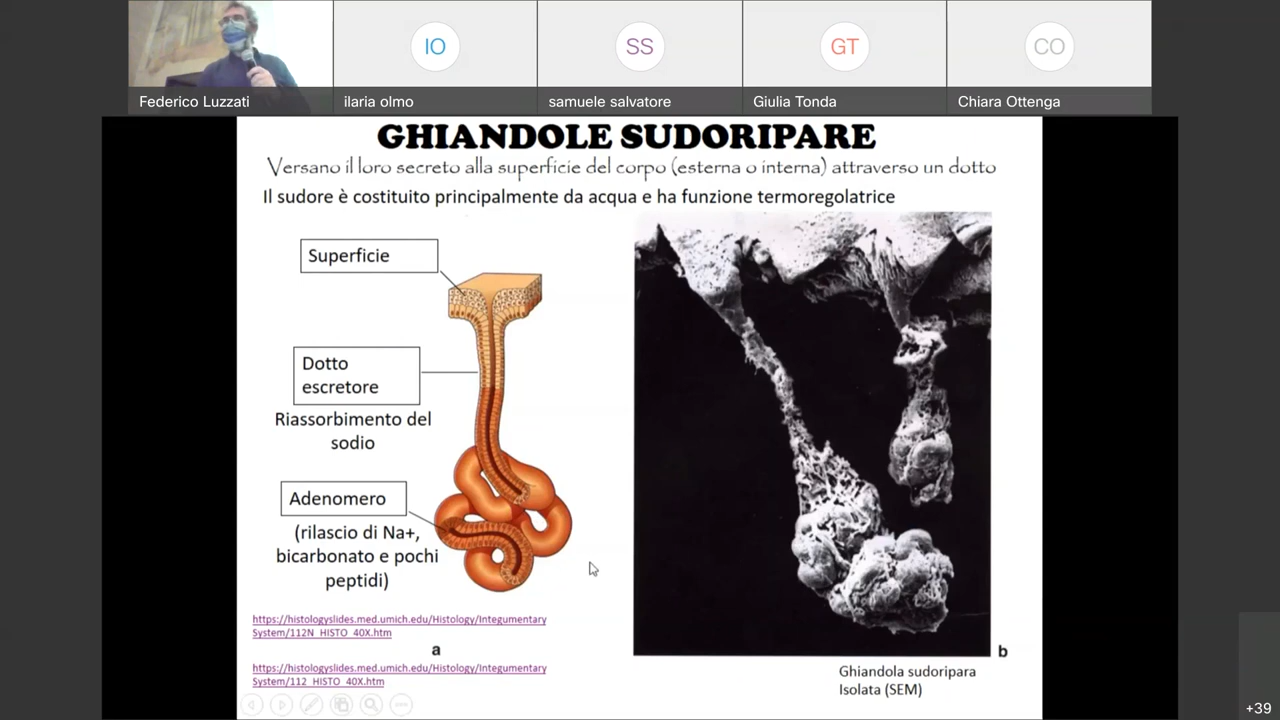 IO
SS
GT
CO
Federico Luzzati
ilaria olmo
samuele salvatore
Giulia Tonda
Chiara Ottenga
GHIANDOLE SUDORIPARE
Versano il loro secreto alla superficie del corpo (esterna o interna) attraverso un dotto
Il sudore è costituito principalmente da acqua e ha funzione termoregolatrice
Superficie
Dotto
escretore
Riassorbimento del
sodio
Adenomero
(rilascio di Na+,
bicarbonato e pochi
peptidi)
https://histologyslides.med.umich.edu/Histology/Integumentary
System/112N_HISTO_40X.htm
a
b
https://histologyslides.med.umich.edu/Histology/Integumentary
System/112_HISTO_40X.htm
Ghiandola sudoripara
Isolata (SEM)
+39